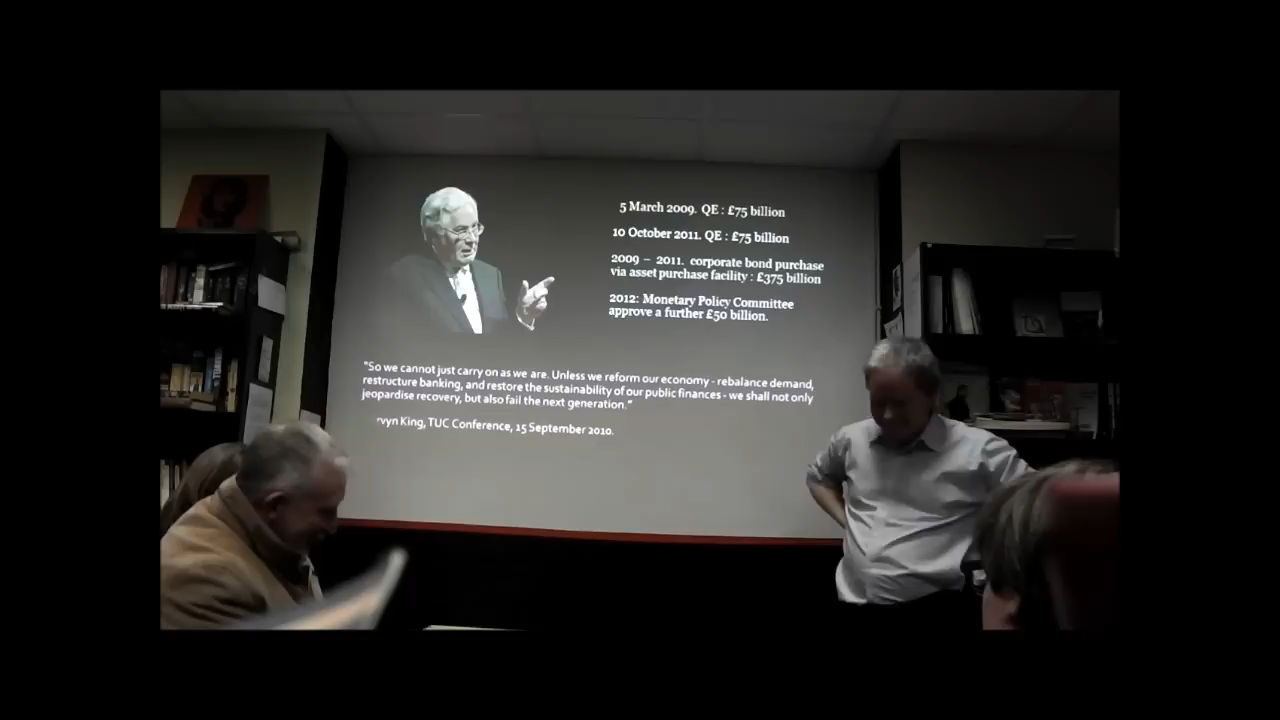 5 March 2009. QE : £75 billion
10 October 2011. QE : £75 billion
2009 – 2011. corporate bond purchase
via asset purchase facility : £375 billion
2012: Monetary Policy Committee
approve a further £50 billion.
"So we cannot just carry on as we are. Unless we reform our economy - rebalance demand,
restructure banking, and restore the sustainability of our public finances - we shall not only
jeopardise recovery, but also fail the next generation."
rvyn King, TUC Conference, 15 September 2010.